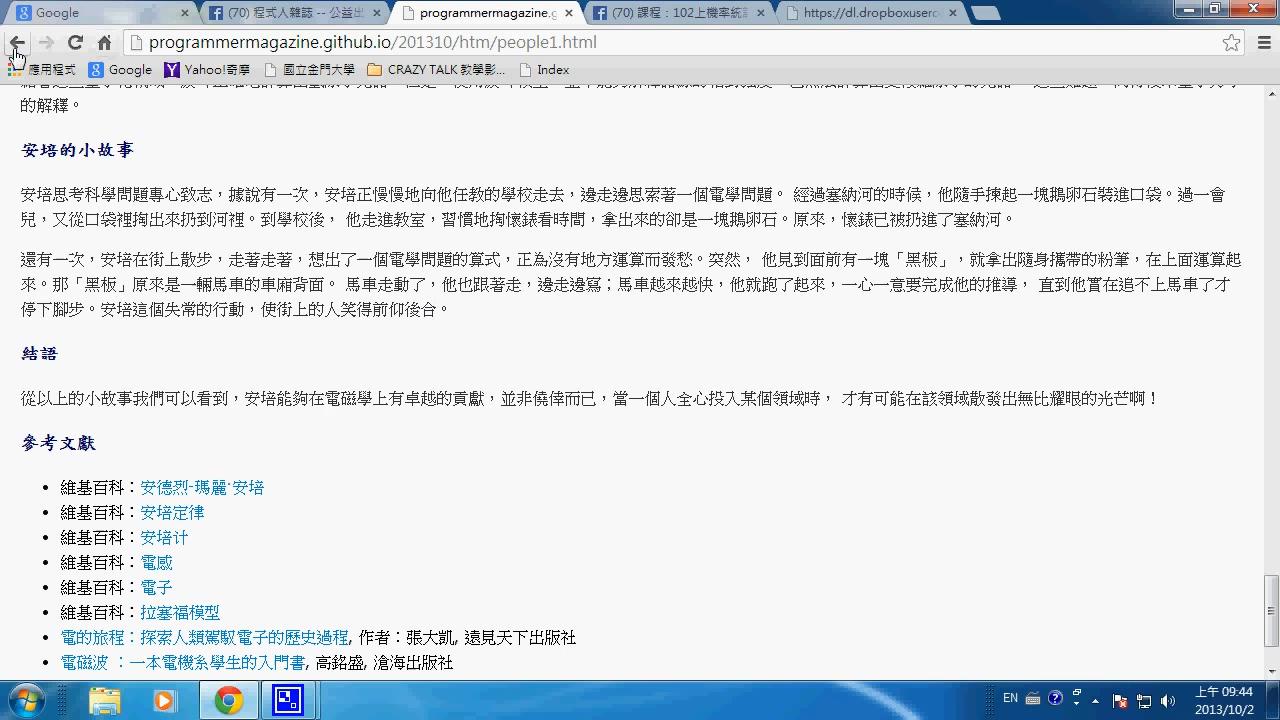 Google
(70) 程式人雜誌 -- 公益出
programmermagazine.g
(70) 課程：102上機率統計
https://dl.dropboxuserc
programmermagazine.github.io/201310/htm/people1.html
應用程式
Google
Yahoo!奇摩
國立金門大學
CRAZY TALK 教學影...
Index
的解釋。
安培的小故事
安培思考科學問題專心致志，據說有一次，安培正慢慢地向他任教的學校走去，邊走邊思索著一個電學問題。 經過塞納河的時候，他隨手揀起一塊鵝卵石裝進口袋。過一會
兒，又從口袋裡掏出來扔到河裡。到學校後， 他走進教室，習慣地掏懷錶看時間，拿出來的卻是一塊鵝卵石。原來，懷錶已被扔進了塞納河。
還有一次，安培在街上散步，走著走著，想出了一個電學問題的算式，正為沒有地方運算而發愁。突然， 他見到面前有一塊「黑板」，就拿出隨身攜帶的粉筆，在上面運算起
來。那「黑板」原來是一輛馬車的車廂背面。 馬車走動了，他也跟著走，邊走邊寫；馬車越來越快，他就跑了起來，一心一意要完成他的推導， 直到他實在追不上馬車了才
停下腳步。安培這個失常的行動，使街上的人笑得前仰後合。
結語
從以上的小故事我們可以看到，安培能夠在電磁學上有卓越的貢獻，並非僥倖而已，當一個人全心投入某個領域時， 才有可能在該領域散發出無比耀眼的光芒啊！
參考文獻
• 維基百科：安德烈-瑪麗·安培
• 維基百科：安培定律
• 維基百科：安培计
• 維基百科：電感
• 維基百科：電子
• 維基百科：拉塞福模型
• 電的旅程：探索人類駕馭電子的歷史過程, 作者：張大凱, 遠見天下出版社
• 電磁波 ：一本電機系學生的入門書, 高銘盛, 滄海出版社
EN
上午 09:44
2013/10/2